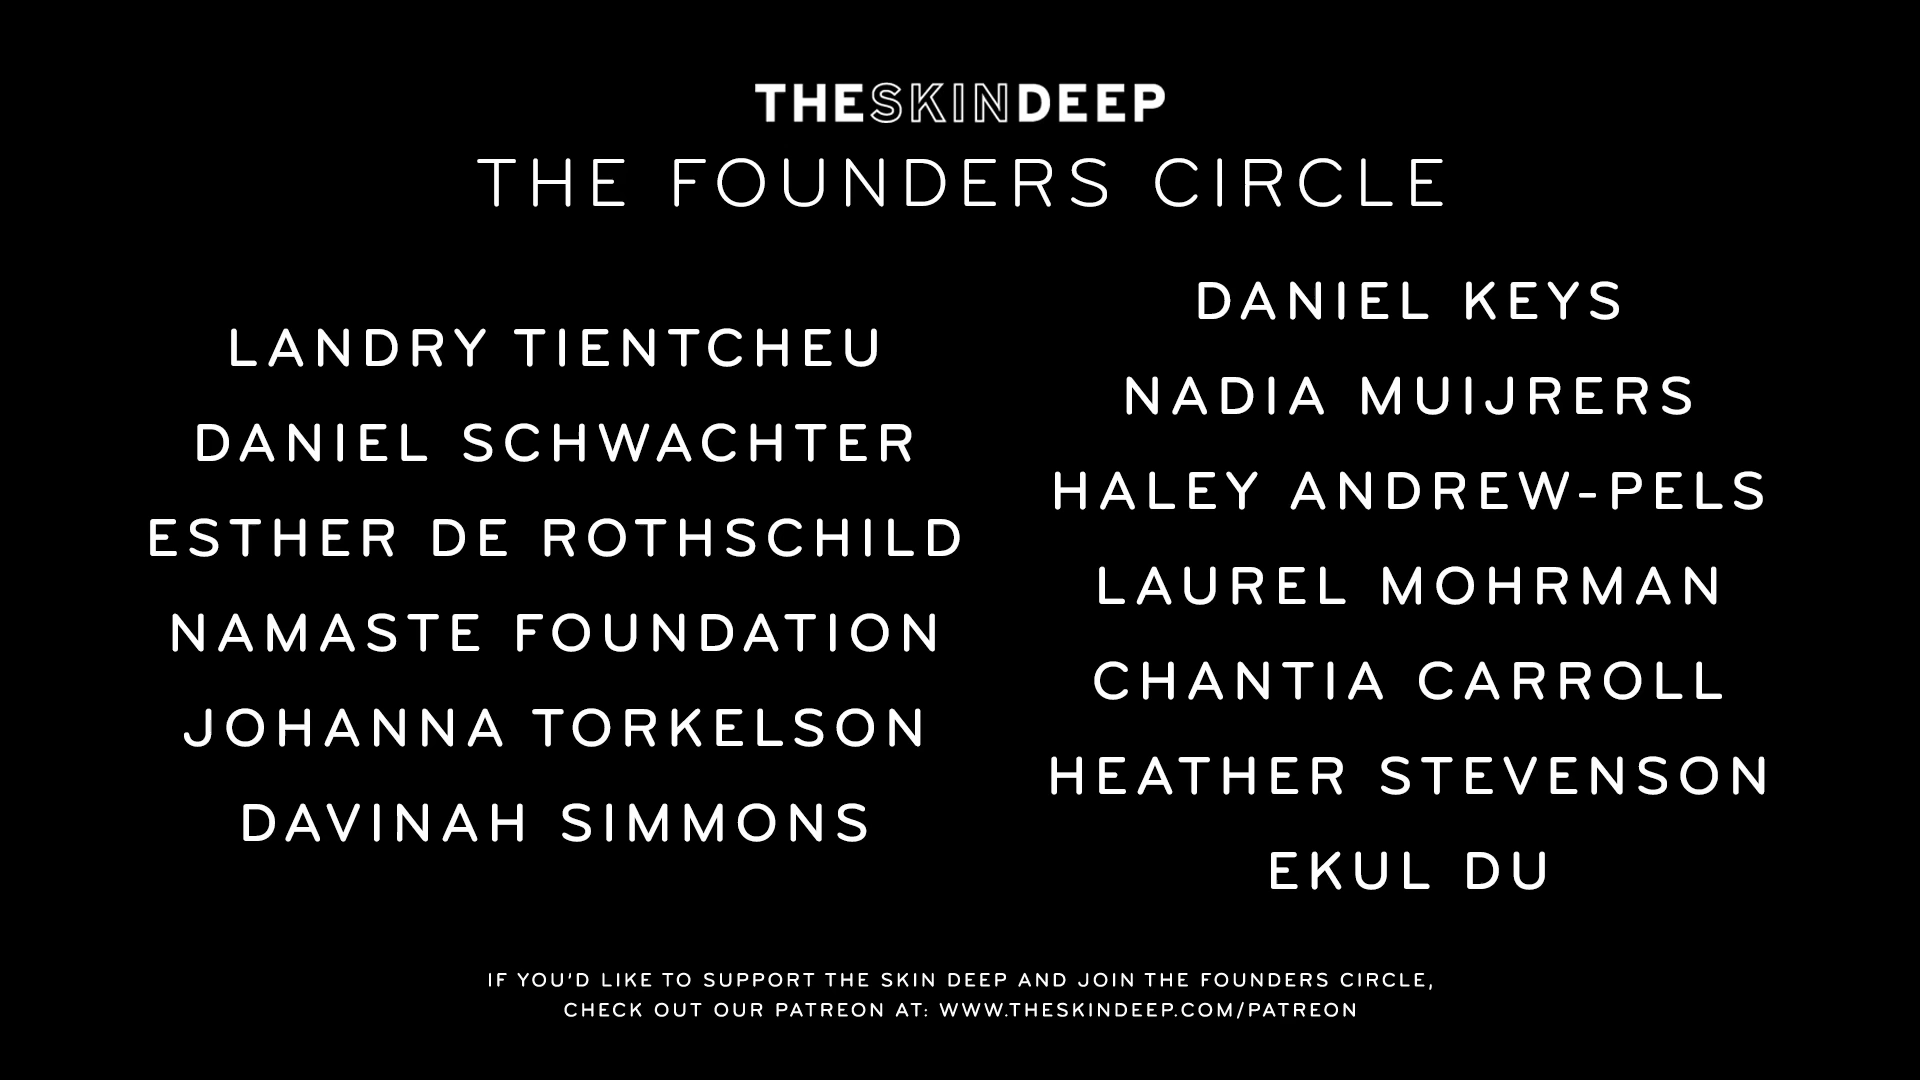 THESKINDEEP
THE FOUNDERS CIRCLE
LANDRY TIENTCHEU
DANIEL SCHWACHTER
ESTHER DE ROTHSCHILD
NAMASTE FOUNDATION
JOHANNA TORKELSON
DAVINAH SIMMONS
DANIEL KEYS
NADIA MUIJRERS
HALEY ANDREW-PELS
LAUREL MOHRMAN
CHANTIA CARROLL
HEATHER STEVENSON
EKUL DU
IF YOU'D LIKE TO SUPPORT THE SKIN DEEP AND JOIN THE FOUNDERS CIRCLE,
CHECK OUT OUR PATREON AT: WWW.THESKINDEEP.COM/PATREON